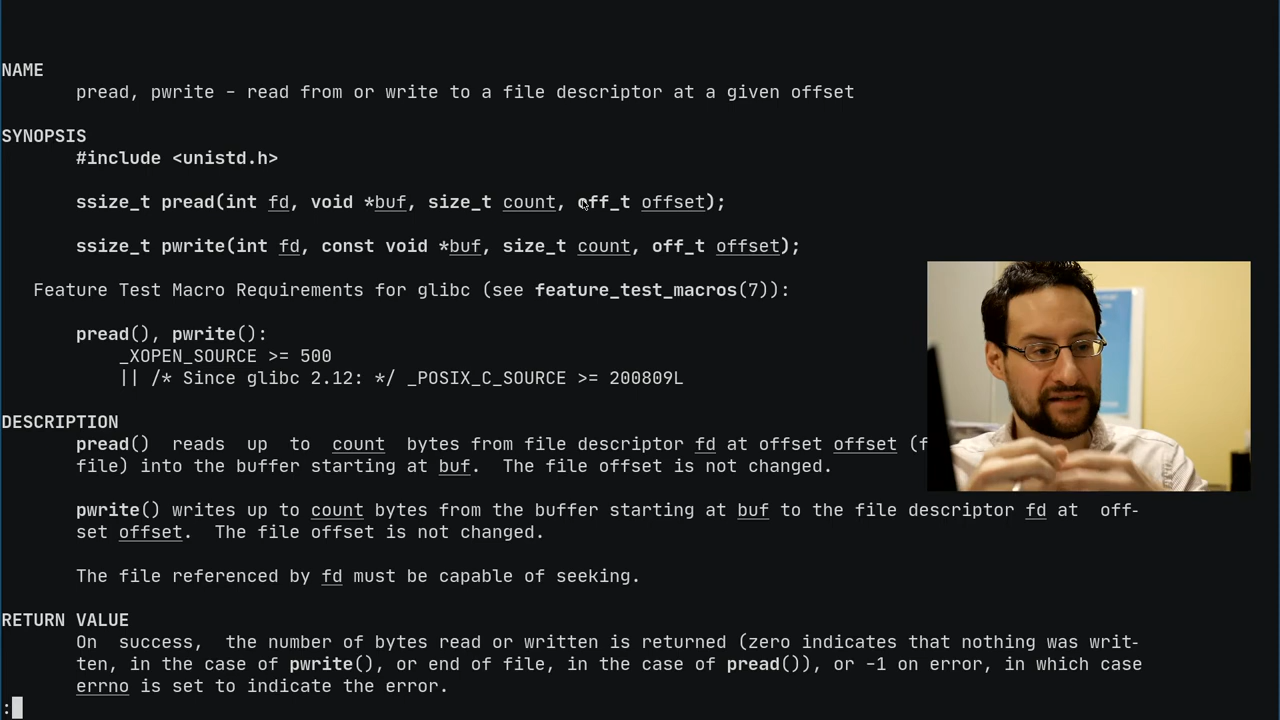 NAME
pread, pwrite - read from or write to a file descriptor at a given offset
SYNOPSIS
#include <unistd.h>
ssize_t pread(int fd, void *buf, size_t count, off_t offset);
ssize_t pwrite(int fd, const void *buf, size_t count, off_t offset);
Feature Test Macro Requirements for glibc (see feature_test_macros(7)):
pread(), pwrite():
_XOPEN_SOURCE >= 500
|| /* Since glibc 2.12: */ _POSIX_C_SOURCE >= 200809L
DESCRIPTION
pread() reads up to count bytes from file descriptor fd at offset offset (f
file) into the buffer starting at buf. The file offset is not changed.
pwrite() writes up to count bytes from the buffer starting at buf to the file descriptor fd at off-
set offset. The file offset is not changed.
The file referenced by fd must be capable of seeking.
RETURN VALUE
On success, the number of bytes read or written is returned (zero indicates that nothing was writ-
ten, in the case of pwrite(), or end of file, in the case of pread()), or -1 on error, in which case
errno is set to indicate the error.
: